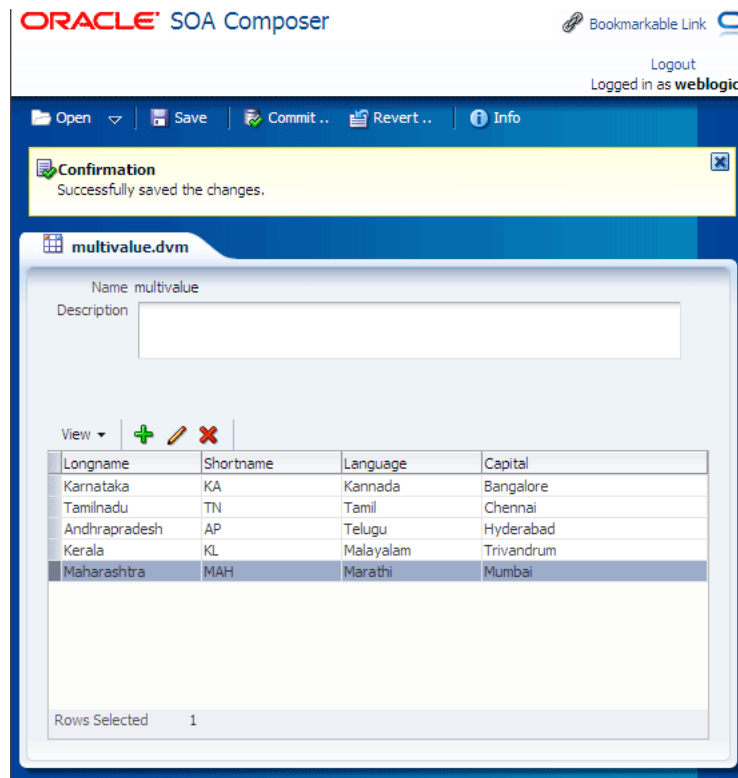 ORACLE SOA Composer
Bookmarkable Link
Logout
Logged in as weblogic
Open Save Commit .. Revert .. Info
Confirmation
Successfully saved the changes.
multivalue.dvm
Name multivalue
Description
View
Longname Shortname Language Capital
Karnataka KA Kannada Bangalore
Tamilnadu TN Tamil Chennai
Andhrapradesh AP Telugu Hyderabad
Kerala KL Malayalam Trivandrum
Maharashtra MAH Marathi Mumbai
Rows Selected 1